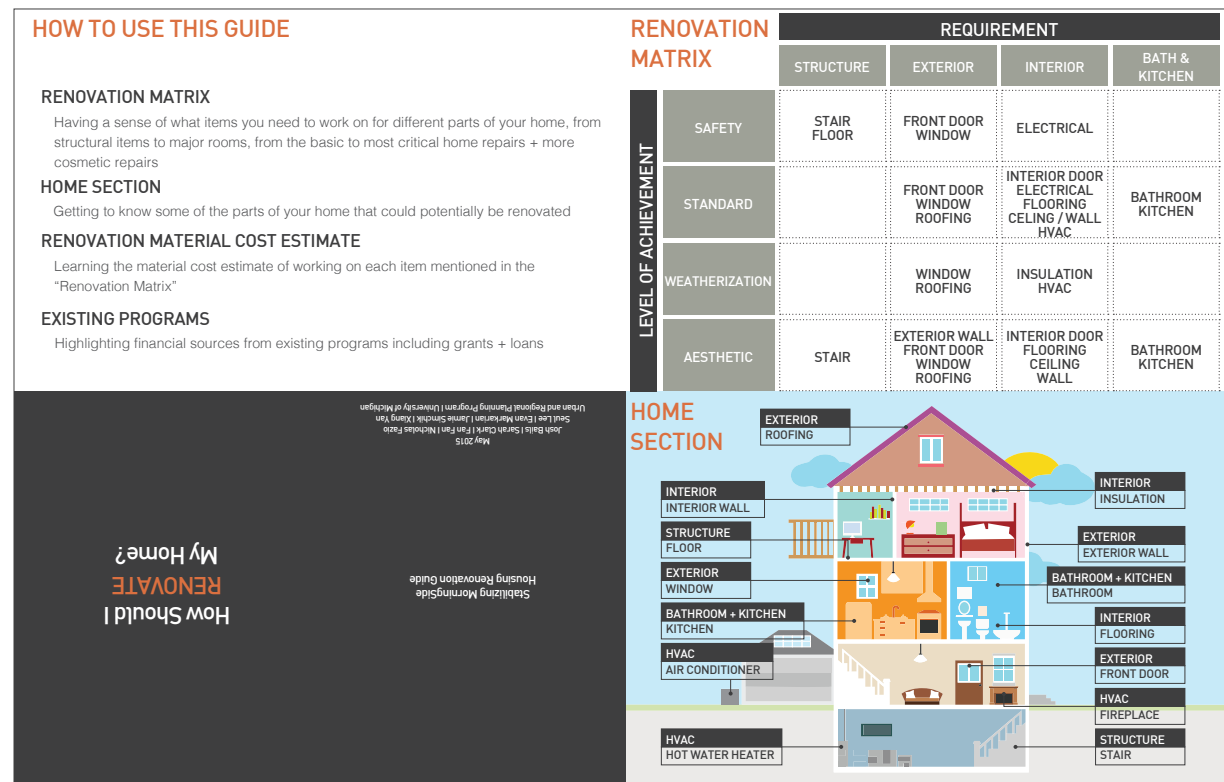 HOW TO USE THIS GUIDE
RENOVATION MATRIX
Having a sense of what items you need to work on for different parts of your home, from
structural items to major rooms, from the basic to most critical home repairs + more
cosmetic repairs
HOME SECTION
Getting to know some of the parts of your home that could potentially be renovated
RENOVATION MATERIAL COST ESTIMATE
Learning the material cost estimate of working on each item mentioned in the
“Renovation Matrix”
EXISTING PROGRAMS
Highlighting financial sources from existing programs including grants + loans
RENOVATION
MATRIX
REQUIREMENT
STRUCTURE
EXTERIOR
INTERIOR
BATH &
KITCHEN
LEVEL OF ACHIEVEMENT
SAFETY
STAIR
FLOOR
FRONT DOOR
WINDOW
ELECTRICAL
STANDARD
FRONT DOOR
WINDOW
ROOFING
INTERIOR DOOR
ELECTRICAL
FLOORING
CELING / WALL
HVAC
BATHROOM
KITCHEN
WEATHERIZATION
WINDOW
ROOFING
INSULATION
HVAC
AESTHETIC
STAIR
EXTERIOR WALL
FRONT DOOR
WINDOW
ROOFING
INTERIOR DOOR
FLOORING
CEILING
WALL
BATHROOM
KITCHEN
How Should I
RENOVATE
My Home?
Stabilizing MorningSide
Housing Renovation Guide
May 2015
Josh Bails I Sarah Clark I Fan Fan I Nicholas Fazio
Seul Lee I Evan Markarian I Jamie Simchik I Xiang Yan
Urban and Regional Planning Program I University of Michigan
HOME
SECTION
EXTERIOR
ROOFING
INTERIOR
INTERIOR WALL
STRUCTURE
FLOOR
EXTERIOR
WINDOW
BATHROOM + KITCHEN
KITCHEN
HVAC
AIR CONDITIONER
HVAC
HOT WATER HEATER
INTERIOR
INSULATION
EXTERIOR
EXTERIOR WALL
BATHROOM + KITCHEN
BATHROOM
INTERIOR
FLOORING
EXTERIOR
FRONT DOOR
HVAC
FIREPLACE
STRUCTURE
STAIR